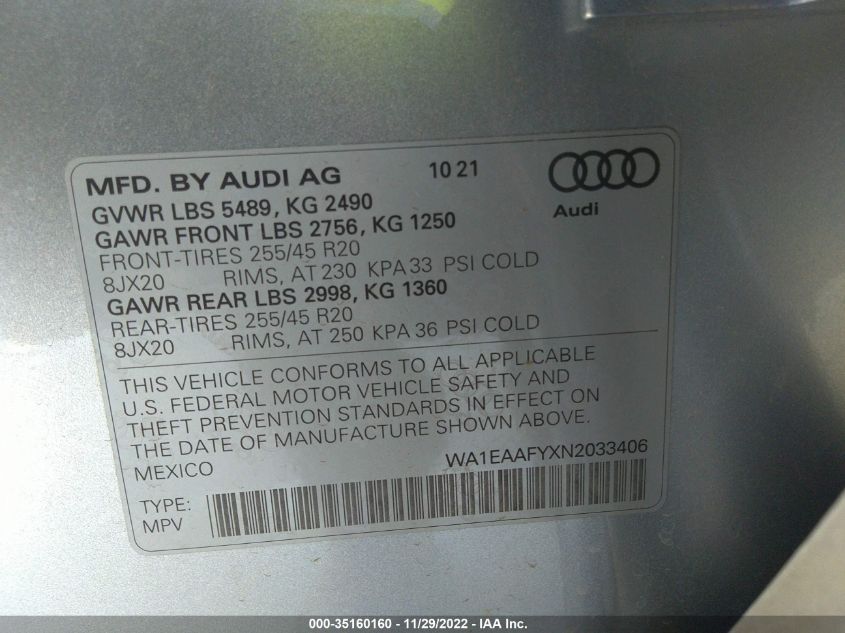 MFD. BY AUDI AG 10 21
GVWR LBS 5489, KG 2490
Audi
GAWR FRONT LBS 2756, KG 1250
FRONT-TIRES 255/45 R20
8JX20 RIMS, AT 230 KPA 33 PSI COLD
GAWR REAR LBS 2998, KG 1360
REAR-TIRES 255/45 R20
8JX20 RIMS, AT 250 KPA 36 PSI COLD
THIS VEHICLE CONFORMS TO ALL APPLICABLE
U.S. FEDERAL MOTOR VEHICLE SAFETY AND
THEFT PREVENTION STANDARDS IN EFFECT ON
THE DATE OF MANUFACTURE SHOWN ABOVE.
MEXICO WA1EAAFYXN2033406
TYPE:
MPV
000-35160160 - 11/29/2022 - IAA Inc.